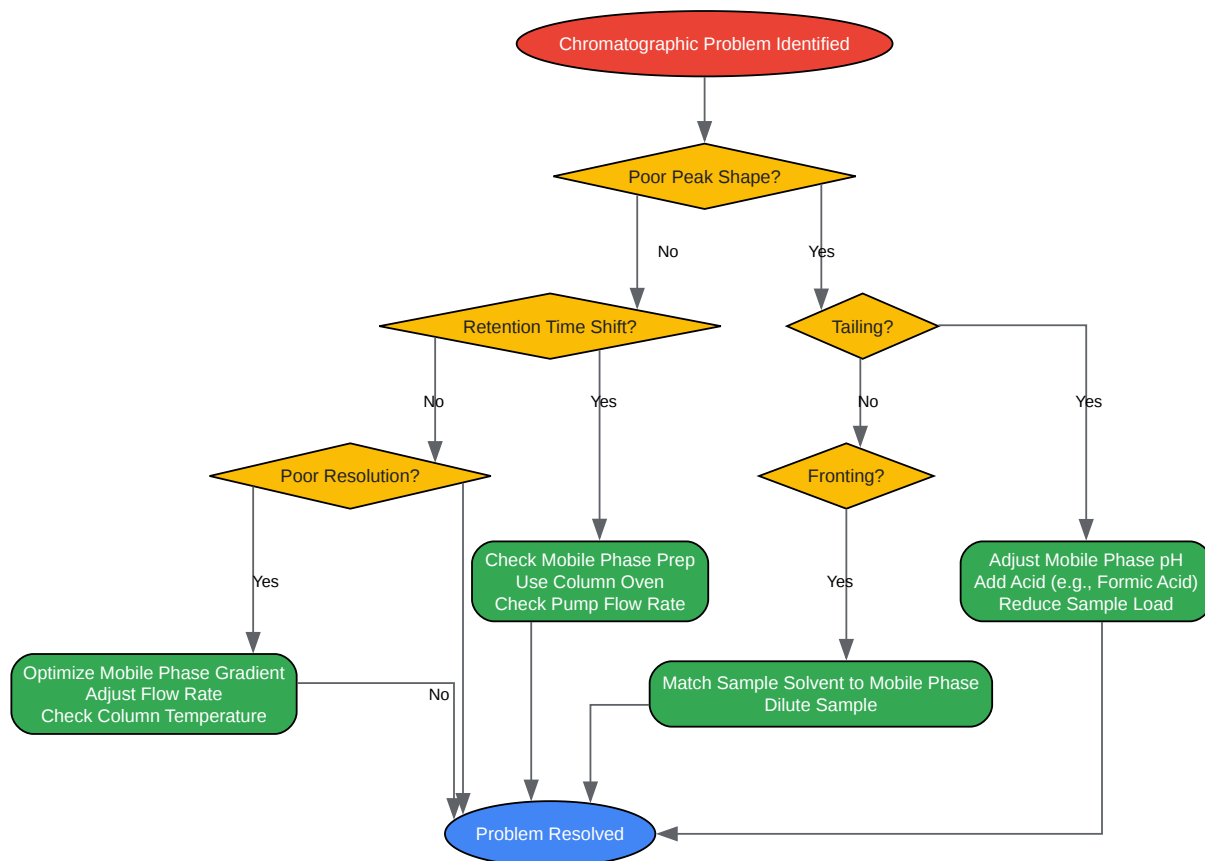 Chromatographic Problem Identified
Poor Peak Shape?
No
Yes
Retention Time Shift?
Tailing?
No
Yes
No
Yes
Poor Resolution?
Fronting?
Check Mobile Phase Prep
Use Column Oven
Check Pump Flow Rate
Adjust Mobile Phase pH
Add Acid (e.g., Formic Acid)
Reduce Sample Load
Yes
Yes
Optimize Mobile Phase Gradient
Adjust Flow Rate
Check Column Temperature
No
Match Sample Solvent to Mobile Phase
Dilute Sample
Problem Resolved